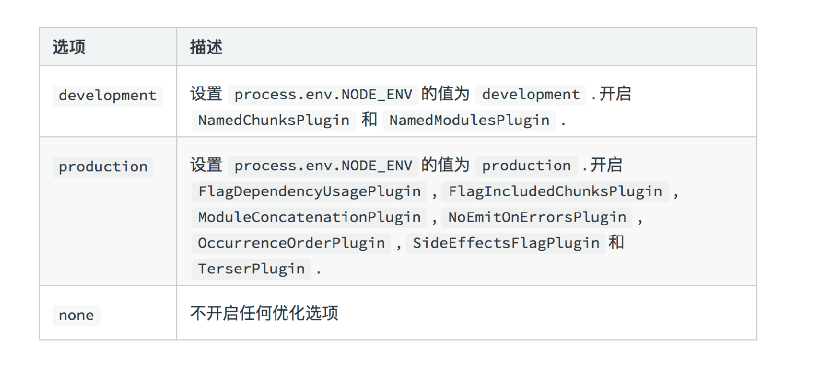 选项 描述
development 设置 process.env.NODE_ENV 的值为 development .开启
NamedChunksPlugin 和 NamedModulesPlugin .
production 设置 process.env.NODE_ENV 的值为 production .开启
FlagDependencyUsagePlugin , FlagIncludedChunksPlugin ,
ModuleConcatenationPlugin , NoEmitOnErrorsPlugin ,
OccurrenceOrderPlugin , SideEffectsFlagPlugin 和
TerserPlugin .
none 不开启任何优化选项